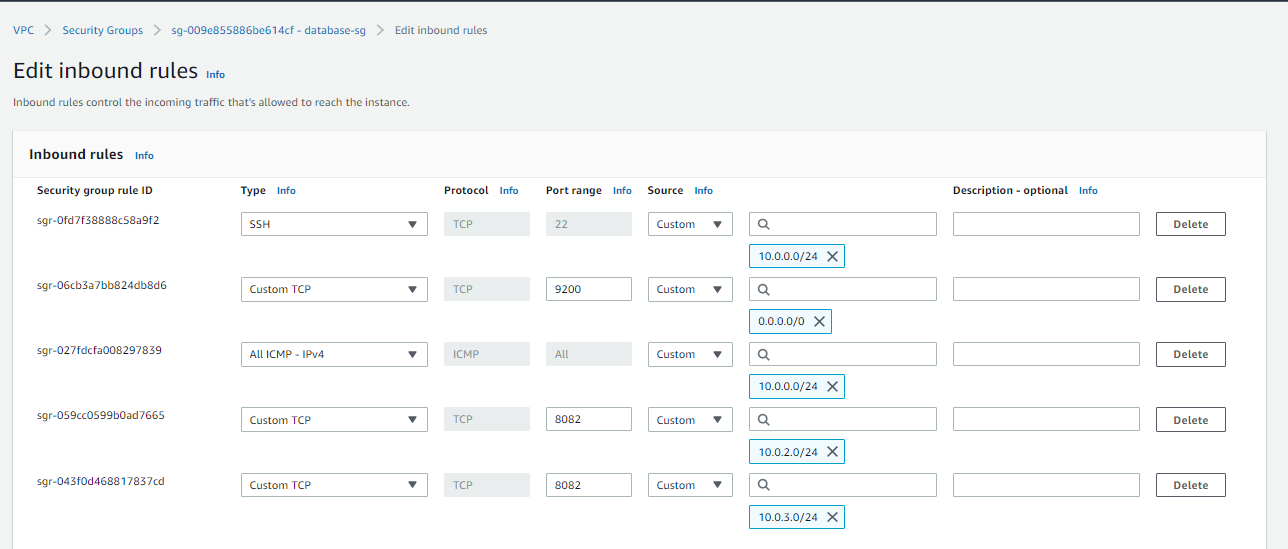 VPC > Security Groups > sg-009e855886be614cf - database-sg > Edit inbound rules
Edit inbound rules Info
Inbound rules control the incoming traffic that's allowed to reach the instance.
Inbound rules Info
Security group rule ID Type Info Protocol Info Port range Info Source Info Description - optional Info
sgr-0fd7f38888c58a9f2 SSH TCP 22 Custom Delete
10.0.0.0/24
sgr-06cb3a7bb824db8d6 Custom TCP TCP 9200 Custom Delete
0.0.0.0/0
sgr-027fdcfa008297839 All ICMP - IPv4 ICMP All Custom Delete
10.0.0.0/24
sgr-059cc0599b0ad7665 Custom TCP TCP 8082 Custom Delete
10.0.2.0/24
sgr-043f0d468817837cd Custom TCP TCP 8082 Custom Delete
10.0.3.0/24